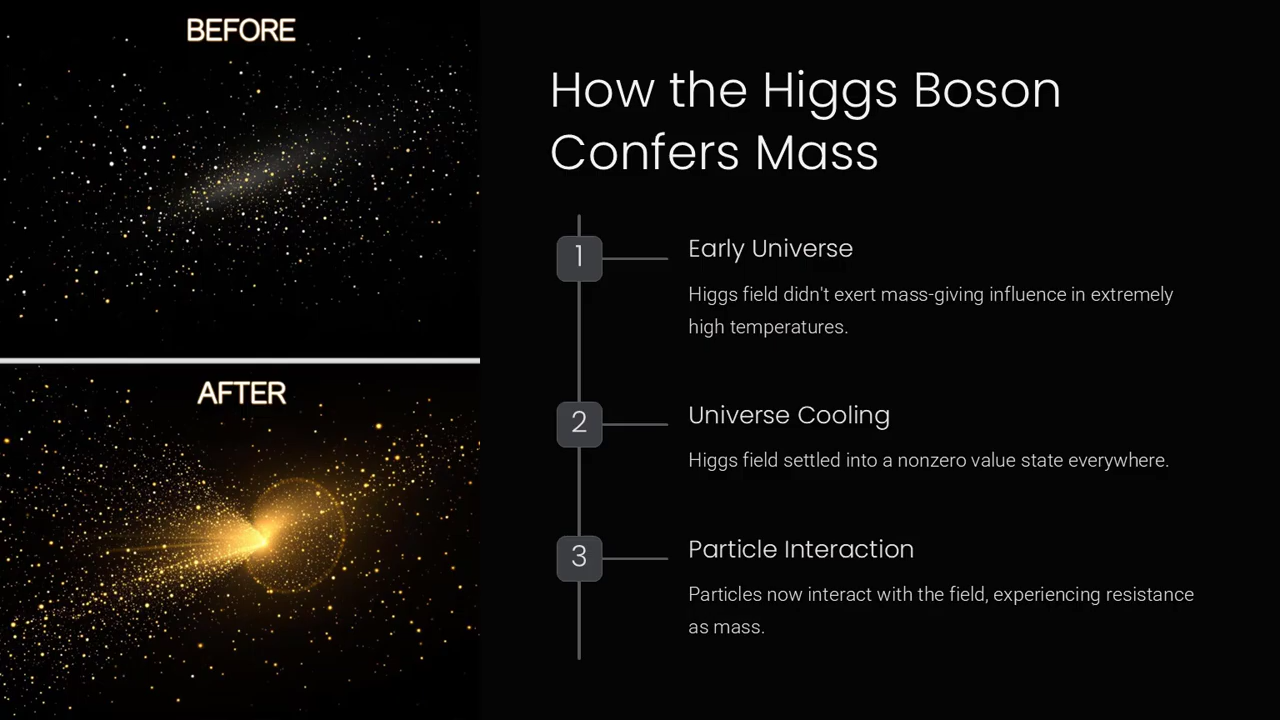 BEFORE
AFTER
How the Higgs Boson
Confers Mass
1
Early Universe
Higgs field didn't exert mass-giving influence in extremely
high temperatures.
2
Universe Cooling
Higgs field settled into a nonzero value state everywhere.
3
Particle Interaction
Particles now interact with the field, experiencing resistance
as mass.